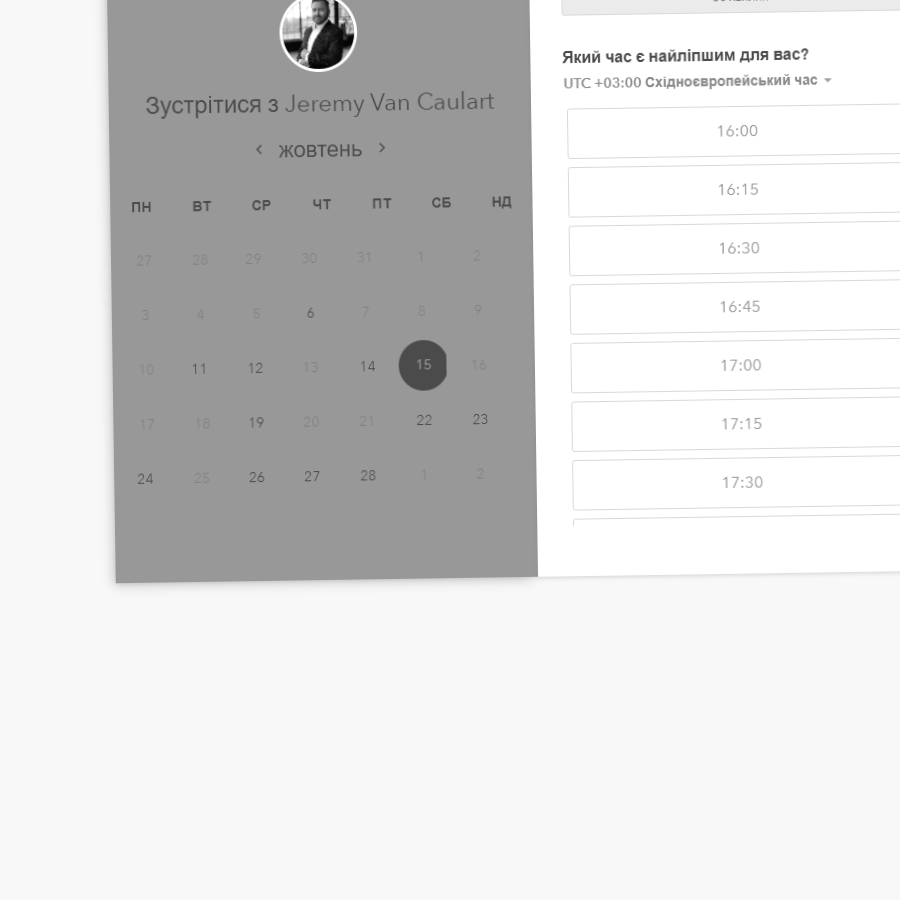 Зустрітися з Jeremy Van Caulart
жовтень
ПН ВТ СР ЧТ ПТ СБ НД
27 28 29 30 31 1 2
3 4 5 6 7 8 9
10 11 12 13 14 15 16
17 18 19 20 21 22 23
24 25 26 27 28 1 2
Який час є найліпшим для вас?
UTC +03:00 Східноєвропейський час
16:00
16:15
16:30
16:45
17:00
17:15
17:30